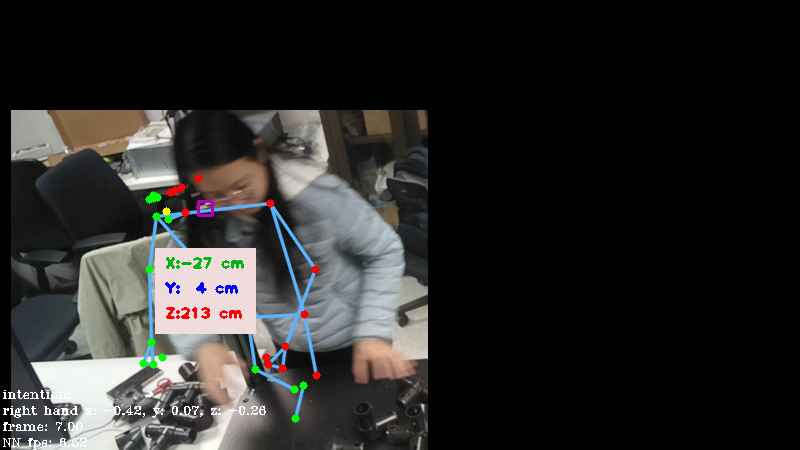 X:-27 cm
Y: 4 cm
Z:213 cm
intention:
right hand x: -0.42, y: 0.07, z: -0.26
frame: 7.00
NN fps: 8.62